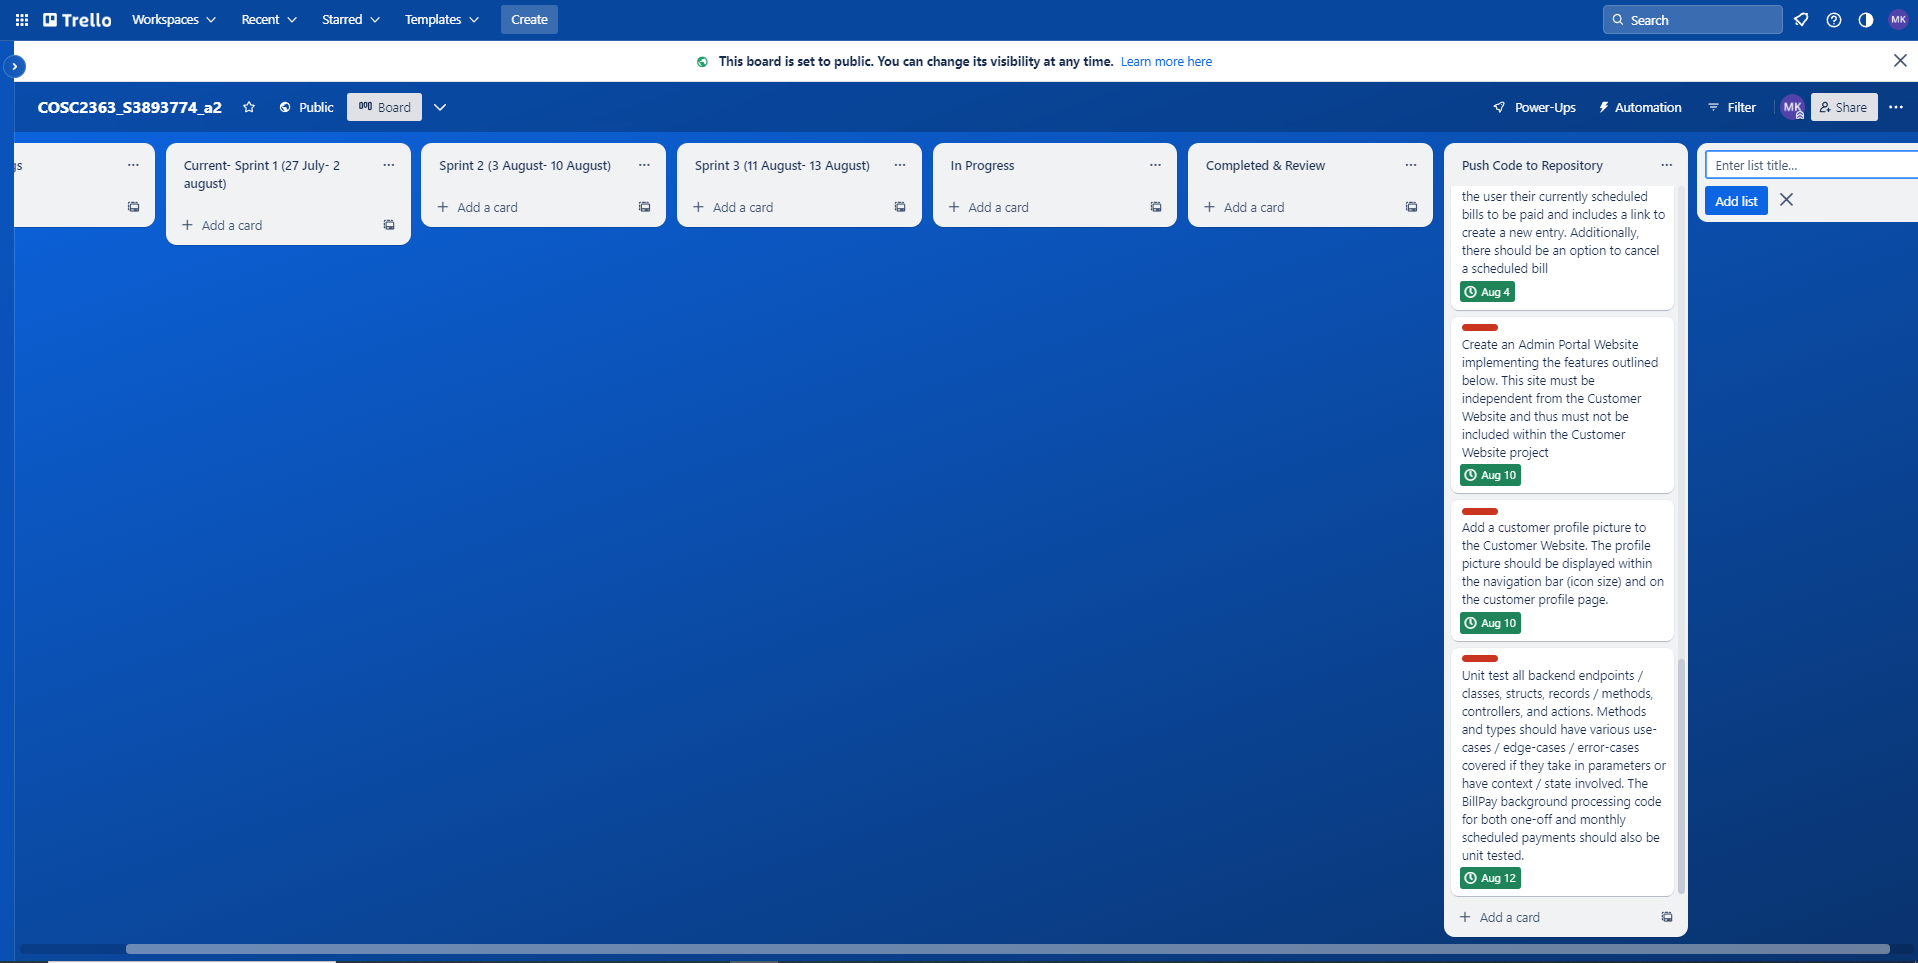 Trello
Workspaces
Recent
Starred
Templates
Create
Search
MK
This board is set to public. You can change its visibility at any time. Learn more here
COSC2363_S3893774_a2
Public
Board
Power-Ups
Automation
Filter
MK
Share
gs
Current- Sprint 1 (27 July- 2
august)
Add a card
Sprint 2 (3 August- 10 August)
Add a card
Sprint 3 (11 August- 13 August)
Add a card
In Progress
Add a card
Completed & Review
Add a card
Push Code to Repository
the user their currently scheduled
bills to be paid and includes a link to
create a new entry. Additionally,
there should be an option to cancel
a scheduled bill
Aug 4
Create an Admin Portal Website
implementing the features outlined
below. This site must be
independent from the Customer
Website and thus must not be
included within the Customer
Website project
Aug 10
Add a customer profile picture to
the Customer Website. The profile
picture should be displayed within
the navigation bar (icon size) and on
the customer profile page.
Aug 10
Unit test all backend endpoints /
classes, structs, records / methods,
controllers, and actions. Methods
and types should have various use-
cases / edge-cases / error-cases
covered if they take in parameters or
have context / state involved. The
BillPay background processing code
for both one-off and monthly
scheduled payments should also be
unit tested.
Aug 12
Add a card
Enter list title...
Add list